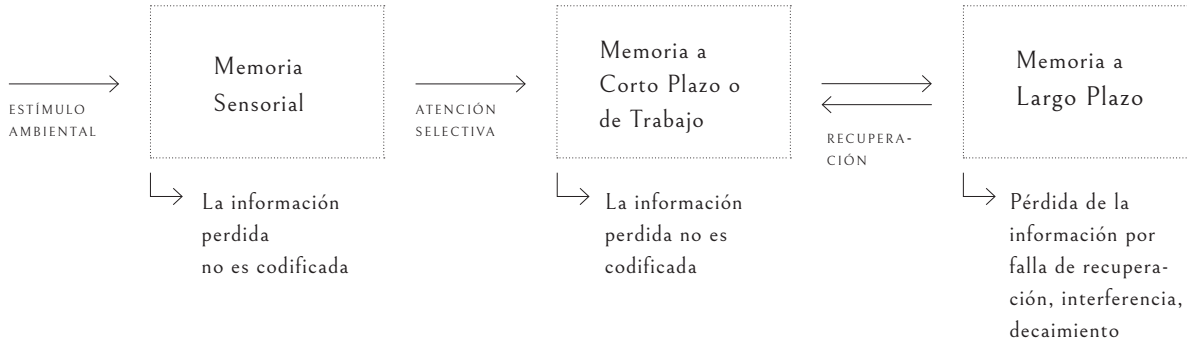 ESTÍMULO
AMBIENTAL
Memoria
Sensorial
La información
perdida
no es codificada
ATENCIÓN
SELECTIVA
Memoria a
Corto Plazo o
de Trabajo
La información
perdida no es
codificada
RECUPERA-
CIÓN
Memoria a
Largo Plazo
Pérdida de la
información por
falla de recupera-
ción, interferencia,
decaimiento